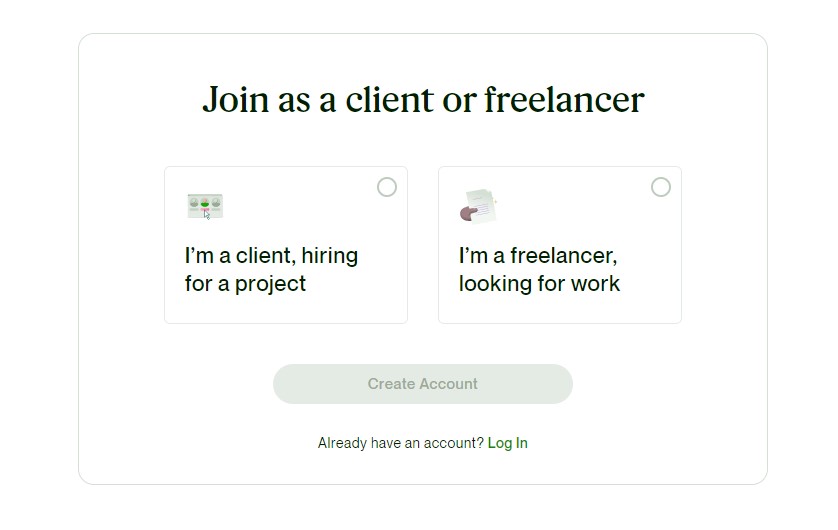 Join as a client or freelancer
I’m a client, hiring
for a project
I’m a freelancer,
looking for work
Create Account
Already have an account? Log In